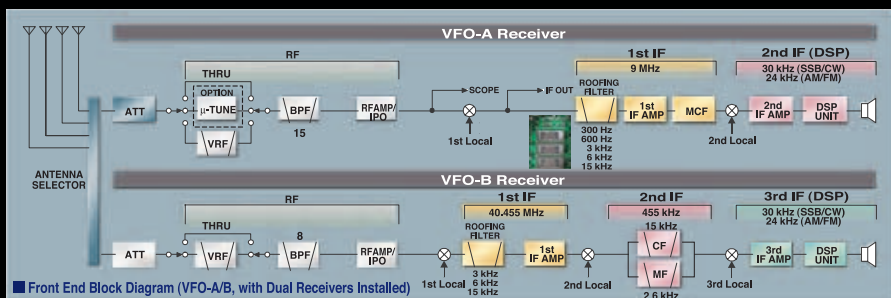 VFO-A Receiver
RF
1st IF
9 MHz
2nd IF (DSP)
30 kHz (SSB/CW)
24 kHz (AM/FM)
THRU
OPTION
μ-TUNE
VRF
ATT
BPF
15
RFAMP/
IPO
SCOPE
1st Local
IF OUT
ROOFING
FILTER
300 Hz
600 Hz
3 kHz
6 kHz
15 kHz
1st
IF AMP
MCF
2nd Local
2nd
IF AMP
DSP
UNIT
ANTENNA
SELECTOR
VFO-B Receiver
RF
1st IF
40.455 MHz
2nd IF
455 kHz
3rd IF (DSP)
30 kHz (SSB/CW)
24 kHz (AM/FM)
ATT
THRU
VRF
8
BPF
RFAMP/
IPO
1st Local
ROOFING
FILTER
3 kHz
6 kHz
15 kHz
1st
IF AMP
2nd Local
15 kHz
CF
MF
2.6 kHz
3rd Local
3rd
IF AMP
DSP
UNIT
Front End Block Diagram (VFO-A/B, with Dual Receivers Installed)